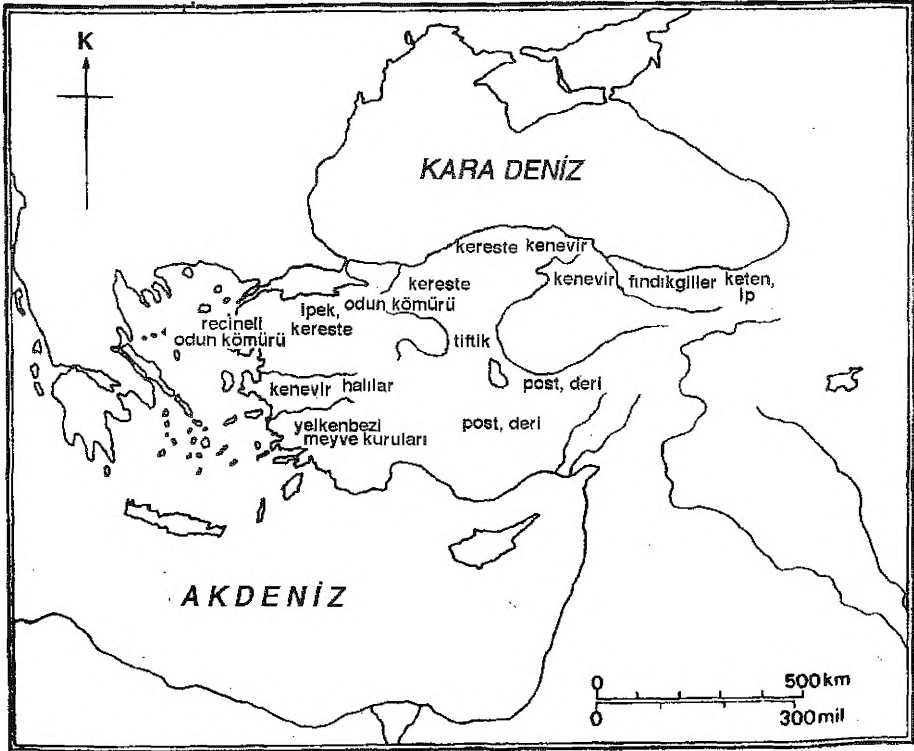 K
KARA DENİZ
kereste kenevir
kereste
kenevir
fındıkgiller
keten,
ip
ipek,
kereste
odun kömürü
recineli
odun kömürü
tiftik
post, deri
kenevir
halılar
yelkenbezi
meyve kuruları
post, deri
AKDENİZ
0 500km
0 300mil